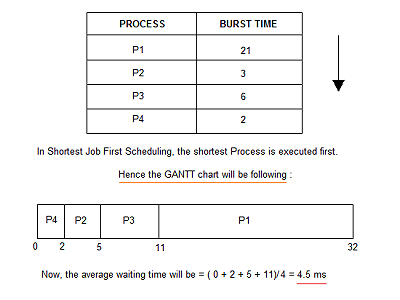 PROCESS BURST TIME
P1 21
P2 3
P3 6
P4 2
In Shortest Job First Scheduling, the shortest Process is executed first.
Hence the GANTT chart will be following :
P4 P2 P3 P1
0 2 5 11 32
Now, the average waiting time will be = ( 0 + 2 + 5 + 11)/ 4 = 4.5 ms